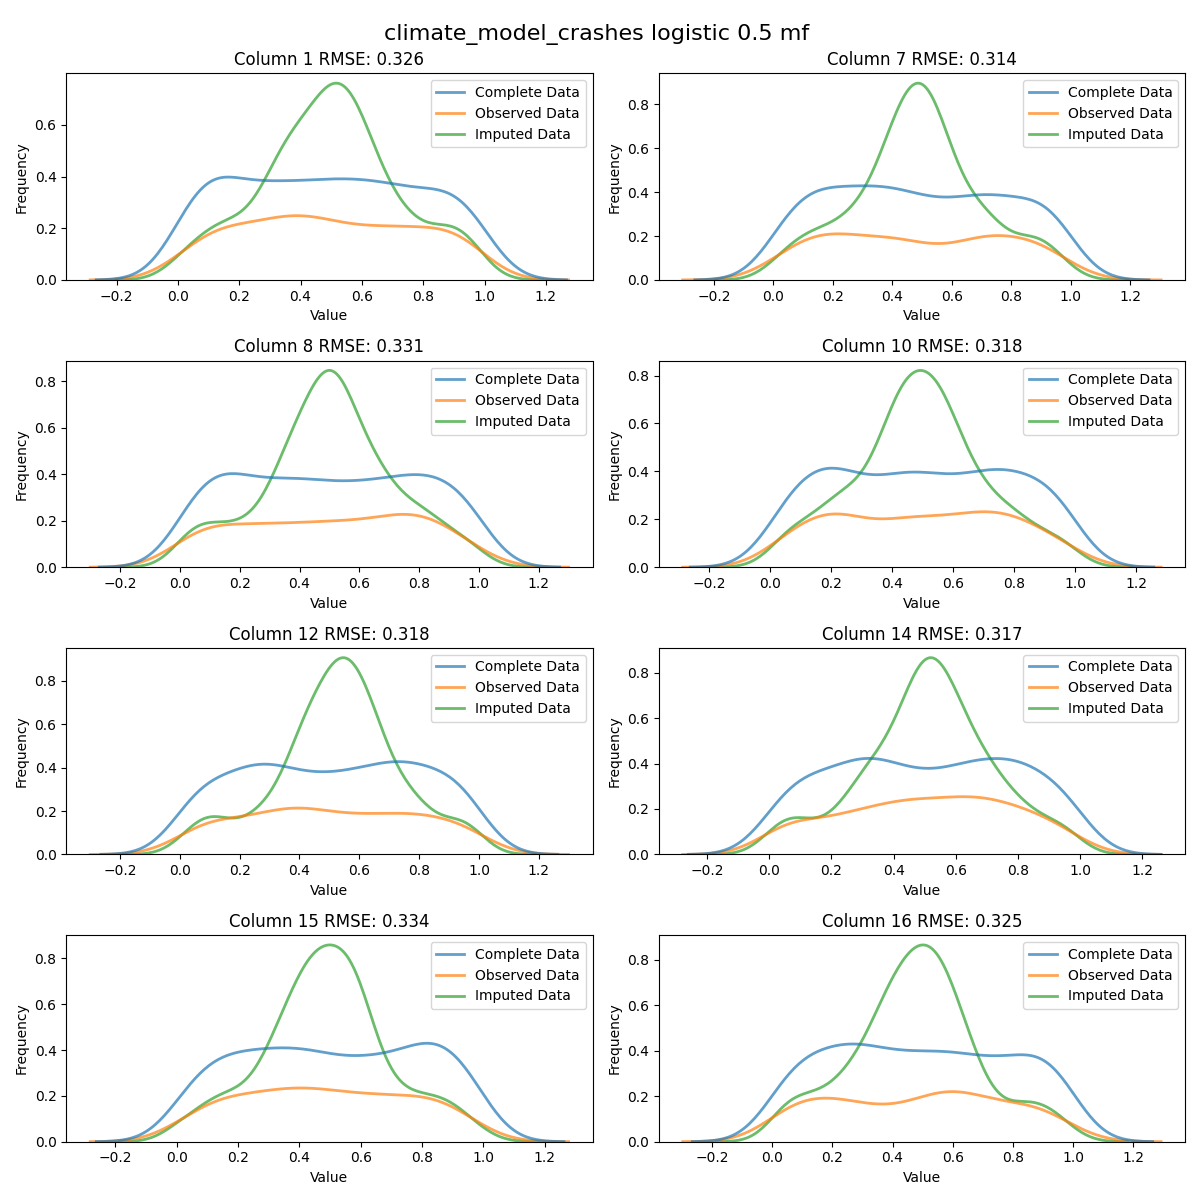 climate_model_crashes logistic 0.5 mf
Column 1 RMSE: 0.326
Frequency
0.6
0.4
0.2
0.0
Complete Data
Observed Data
Imputed Data
−0.2 0.0 0.2 0.4 0.6 0.8 1.0 1.2
Value
Column 7 RMSE: 0.314
Frequency
0.8
0.6
0.4
0.2
0.0
Complete Data
Observed Data
Imputed Data
−0.2 0.0 0.2 0.4 0.6 0.8 1.0 1.2
Value
Column 8 RMSE: 0.331
Frequency
0.8
0.6
0.4
0.2
0.0
Complete Data
Observed Data
Imputed Data
−0.2 0.0 0.2 0.4 0.6 0.8 1.0 1.2
Value
Column 10 RMSE: 0.318
Frequency
0.8
0.6
0.4
0.2
0.0
Complete Data
Observed Data
Imputed Data
−0.2 0.0 0.2 0.4 0.6 0.8 1.0 1.2
Value
Column 12 RMSE: 0.318
Frequency
0.8
0.6
0.4
0.2
0.0
Complete Data
Observed Data
Imputed Data
−0.2 0.0 0.2 0.4 0.6 0.8 1.0 1.2
Value
Column 14 RMSE: 0.317
Frequency
0.8
0.6
0.4
0.2
0.0
Complete Data
Observed Data
Imputed Data
−0.2 0.0 0.2 0.4 0.6 0.8 1.0 1.2
Value
Column 15 RMSE: 0.334
Frequency
0.8
0.6
0.4
0.2
0.0
Complete Data
Observed Data
Imputed Data
−0.2 0.0 0.2 0.4 0.6 0.8 1.0 1.2
Value
Column 16 RMSE: 0.325
Frequency
0.8
0.6
0.4
0.2
0.0
Complete Data
Observed Data
Imputed Data
−0.2 0.0 0.2 0.4 0.6 0.8 1.0 1.2
Value